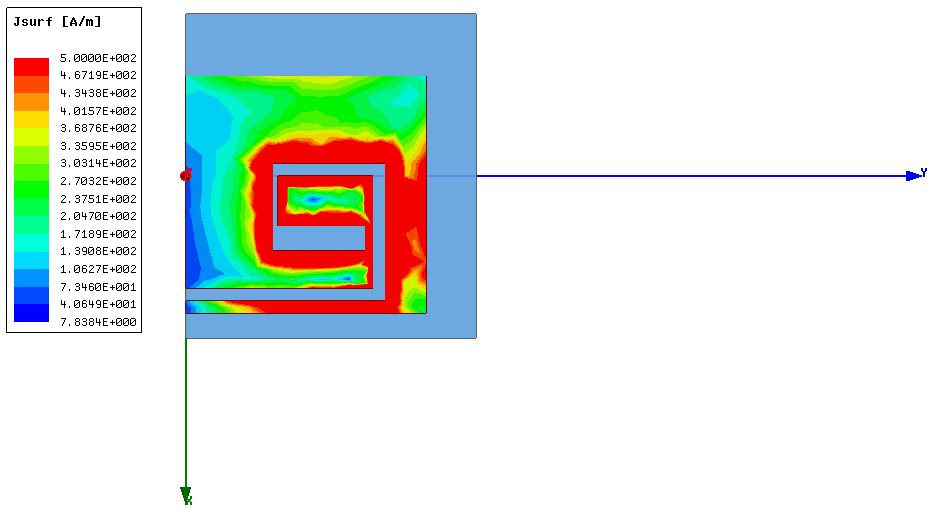 Jsurf [A/m]
5.0000E+002
4.6719E+002
4.3438E+002
4.0157E+002
3.6876E+002
3.3595E+002
3.0314E+002
2.7032E+002
2.3751E+002
2.0470E+002
1.7189E+002
1.3908E+002
1.0627E+002
7.3460E+001
4.0649E+001
7.8384E+000
Y
X